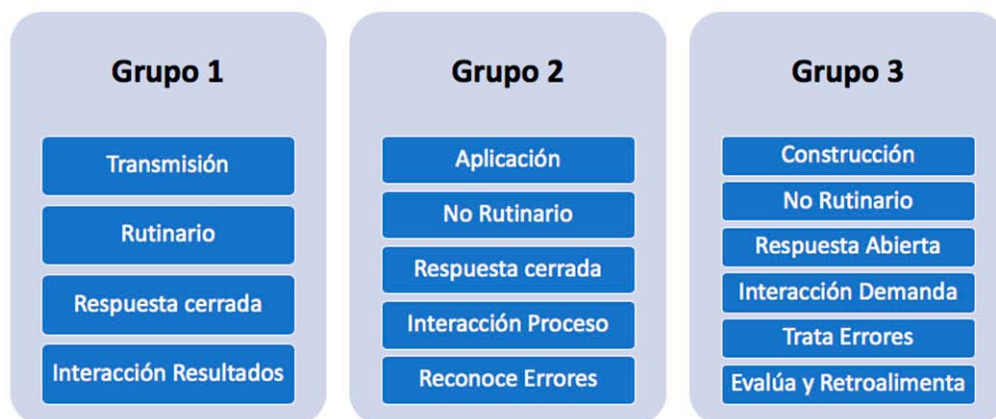 Grupo 1
Transmisión
Rutinario
Respuesta cerrada
Interacción Resultados
Grupo 2
Aplicación
No Rutinario
Respuesta cerrada
Interacción Proceso
Reconoce Errores
Grupo 3
Construcción
No Rutinario
Respuesta Abierta
Interacción Demanda
Trata Errores
Evalúa y Retroalimenta